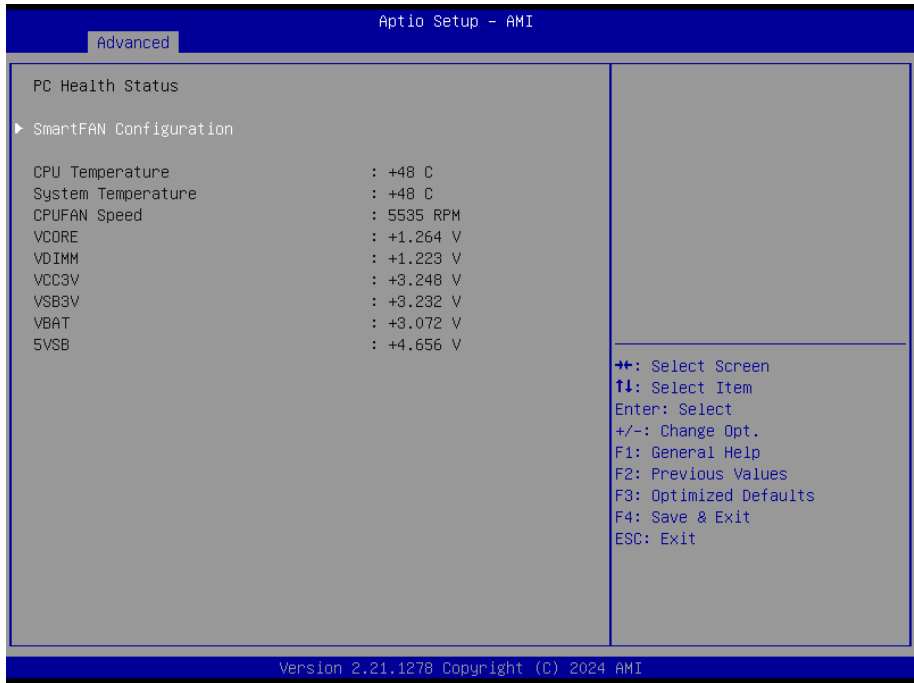 Aptio Setup – AMI
Advanced
PC Health Status
▶ SmartFAN Configuration
CPU Temperature : +48 C
System Temperature : +48 C
CPUFAN Speed : 5535 RPM
VCORE : +1.264 V
VDIMM : +1.223 V
VCC3V : +3.248 V
VSB3V : +3.232 V
VBAT : +3.072 V
5VSB : +4.656 V
→←: Select Screen
↑↓: Select Item
Enter: Select
+/-: Change Opt.
F1: General Help
F2: Previous Values
F3: Optimized Defaults
F4: Save & Exit
ESC: Exit
Version 2.21.1278 Copyright (C) 2024 AMI